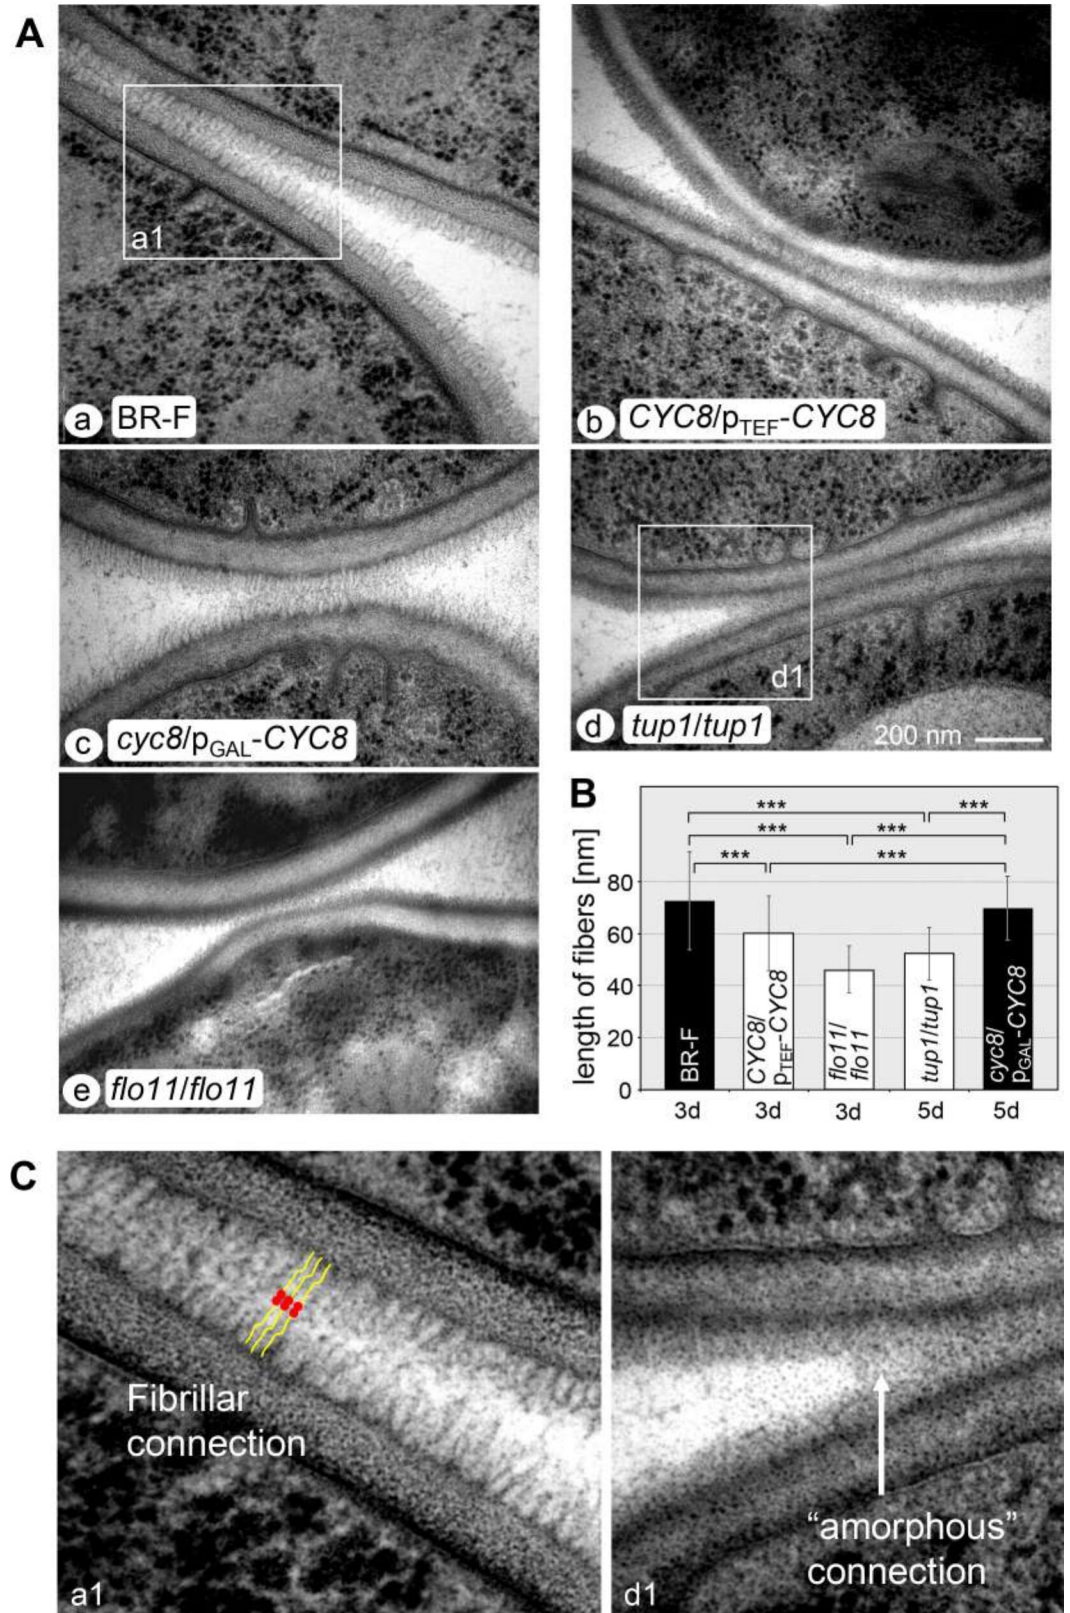 A
a1
a BR-F
b CYC8/pTEF-CYC8
c cyc8/pGAL-CYC8
d1
d tup1/tup1
200 nm
e flo11/flo11
B
length of fibers [nm]
80
60
40
20
0
***
***
***
***
***
***
BR-F
CYC8/
pTEF-CYC8
flo11/
flo11
tup1/tup1
cyc8/
pGAL-CYC8
3d
3d
3d
5d
5d
C
Fibrillar
connection
a1
“amorphous”
connection
d1